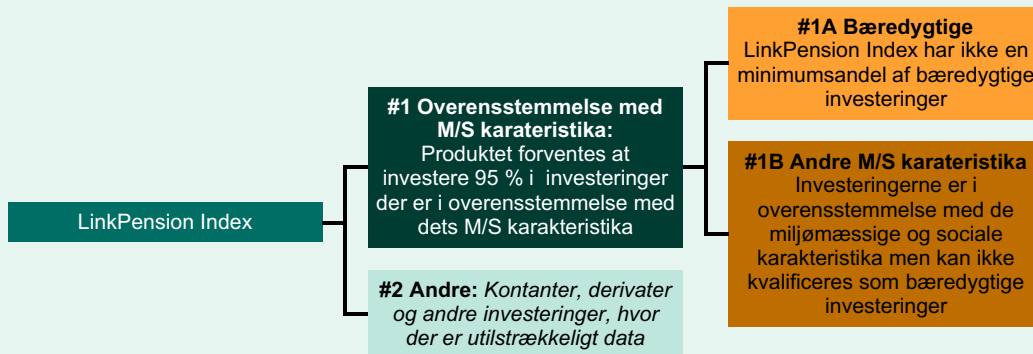 LinkPension Index
#1 Overensstemmelse med
M/S karateristika:
Produktet forventes at
investere 95 % i investeringer
der er i overensstemmelse med
dets M/S karakteristika
#2 Andre: Kontanter, derivater
og andre investeringer, hvor
der er utilstrækkeligt data
#1A Bæredygtige
LinkPension Index har ikke en
minimumsandel af bæredygtige
investeringer
#1B Andre M/S karateristika
Investeringerne er i
overensstemmelse med de
miljømæssige og sociale
karakteristika men kan ikke
kvalificeres som bæredygtige
investeringer